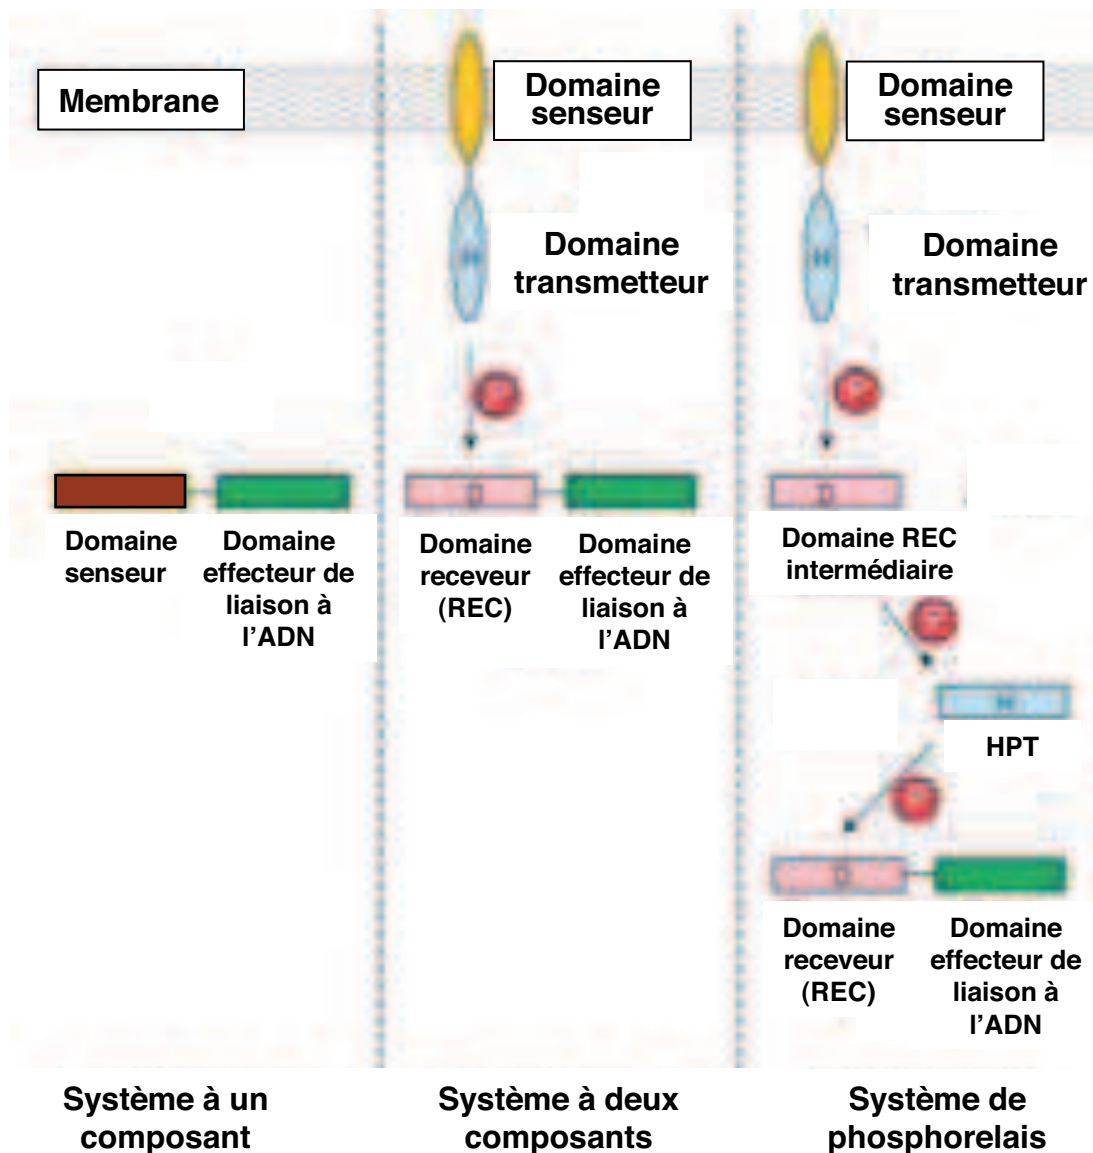 Membrane
Domaine
senseur
Domaine
senseur
Domaine
transmetteur
Domaine
transmetteur
H
H
P
P
D
D
Domaine
senseur
Domaine
effecteur de
liaison à
l’ADN
Domaine
receveur
(REC)
Domaine
effecteur de
liaison à
l’ADN
Domaine REC
intermédiaire
P
H
HPT
P
D
Domaine
receveur
(REC)
Domaine
effecteur de
liaison à
l’ADN
Système à un
composant
Système à deux
composants
Système de
phosphorelais